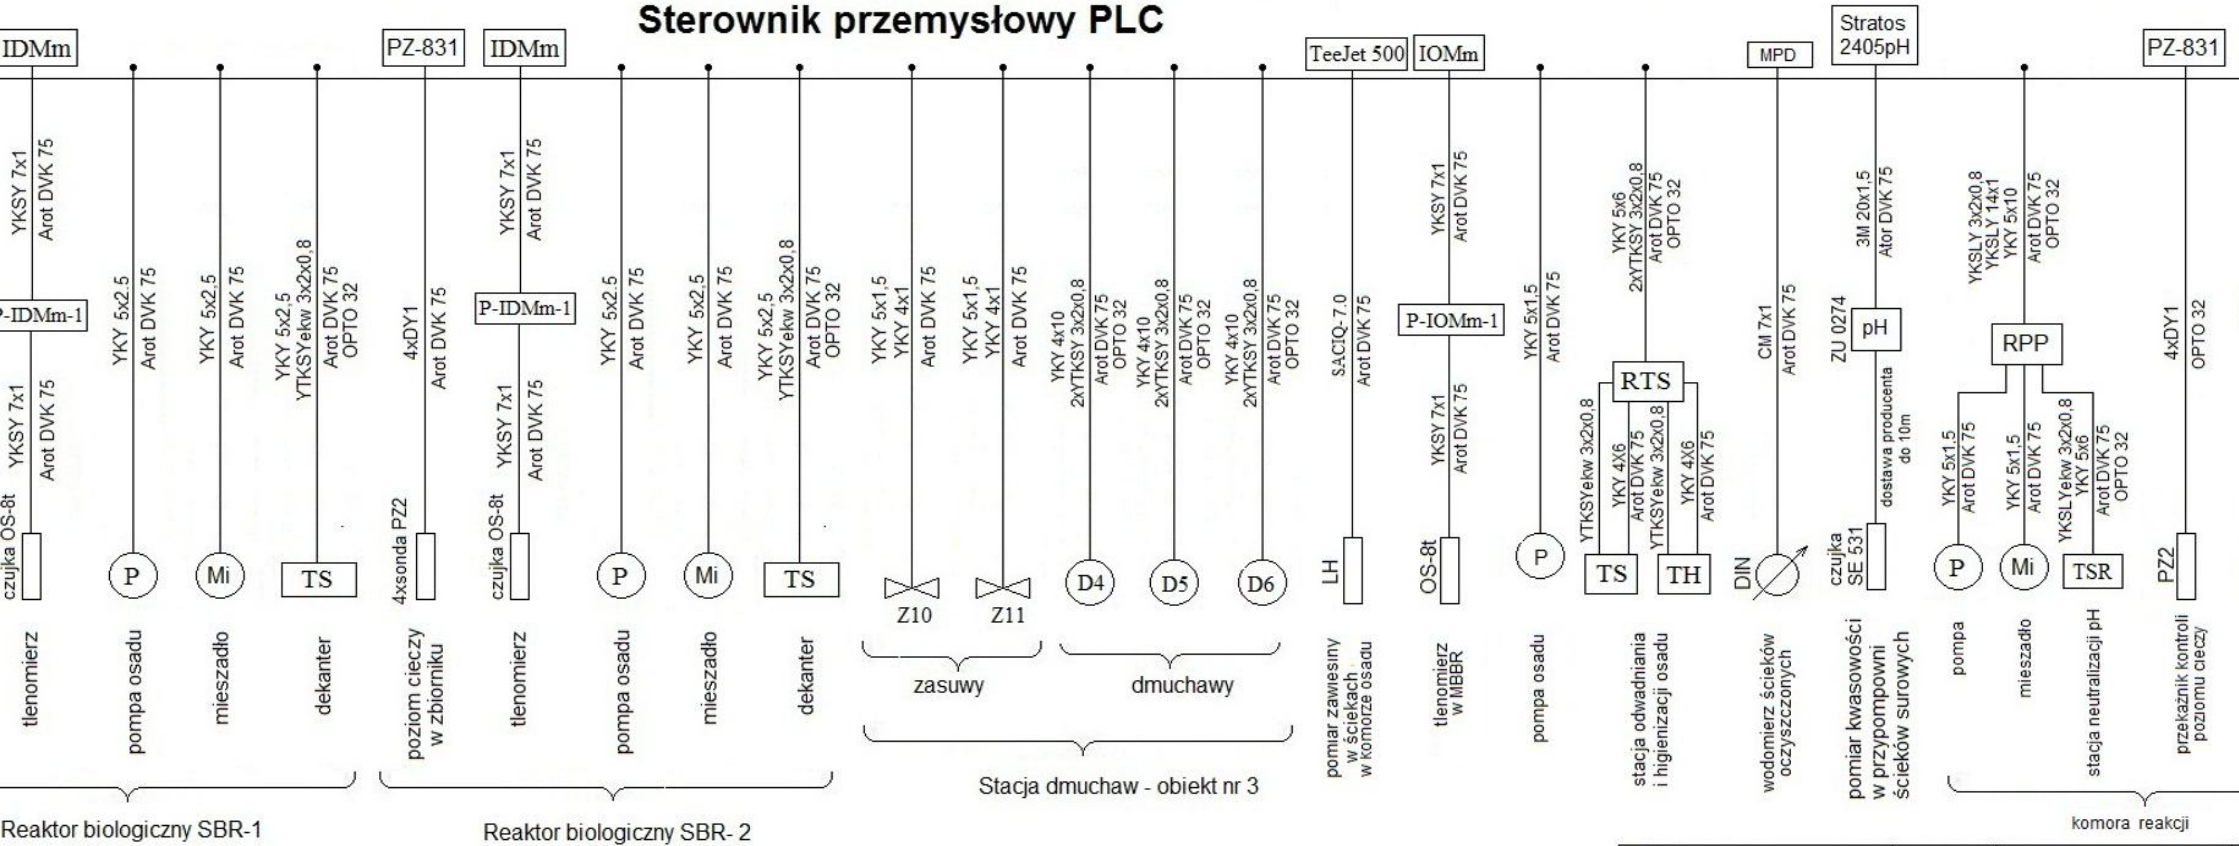 Sterownik przemysłowy PLC
IDMm
YKSY 7x1
Arot DVK 75
P-IDMm-1
YKSY 7x1
Arot DVK 75
czujka OS-8t
tlenomierz
YKY 5x2.5
Arot DVK 75
P
pompa osadu
YKY 5x2,5
Arot DVK 75
Mi
mieszadło
YKY 5x2,5
YTKSYekw 3x2x0,8
Arot DVK 75
OPTO 32
TS
dekanter
Reaktor biologiczny SBR-1
PZ-831
4xDY1
Arot DVK 75
4xsonda PZ2
poziom cieczy
w zbiorniku
IDMm
YKSY 7x1
Arot DVK 75
P-IDMm-1
YKSY 7x1
Arot DVK 75
czujka OS-8t
tlenomierz
YKY 5x2.5
Arot DVK 75
P
pompa osadu
YKY 5x2,5
Arot DVK 75
Mi
mieszadło
YKY 5x2,5
YTKSYekw 3x2x0,8
Arot DVK 75
OPTO 32
TS
dekanter
Reaktor biologiczny SBR- 2
YKY 5x1,5
YKY 4x1
Arot DVK 75
Z10
YKY 5x1,5
YKY 4x1
Arot DVK 75
Z11
zasuwy
YKY 4x10
2xYTKSY 3x2x0,8
Arot DVK 75
OPTO 32
D4
YKY 4x10
2xYTKSY 3x2x0,8
Arot DVK 75
OPTO 32
D5
YKY 4x10
2xYTKSY 3x2x0,8
Arot DVK 75
OPTO 32
D6
dmuchawy
Stacja dmuchaw - obiekt nr 3
TeeJet 500
SACIQ-7.0
Arot DVK 75
LH
pomiar zawiesiny
w ściekach
w komorze osadu
IOMm
YKSY 7x1
Arot DVK 75
P-IOMm-1
YKSY 7x1
Arot DVK 75
OS-8t
tlenomierz
w MBBR
YKY 5x1,5
Arot DVK 75
P
pompa osadu
YKY 5x6
2xYTKSY 3x2x0,8
Arot DVK 75
OPTO 32
RTS
YTKSYekw 3x2x0,8
YKY 4X6
Arot DVK 75
YTKSYekw 3x2x0,8
YKY 4X6
Arot DVK 75
TS
TH
stacja odwadniania
i higienizacji osadu
MPD
CM 7x1
Arot DVK 75
DIN
wodomierz ścieków
oczyszczonych
Stratos
2405pH
3M 20x1,5
Ator DVK 75
ZU 0274
pH
dostawa producenta
do 10m
czujka
SE 531
pomiar kwasowości
w przypompowni
ścieków surowych
YKSLY 3x2x0,8
YKSLY 14x1
YKY 5x10
Arot DVK 75
OPTO 32
RPP
YKY 5x1.5
Arot DVK 75
P
pompa
YKY 5x1,5
Arot DVK 75
Mi
mieszadło
YKSLYekw 3x2x0,8
YKY 5x6
Arot DVK 75
OPTO 32
TSR
stacja neutralizacji pH
PZ-831
4xDY1
OPTO 32
PZ2
przekaźnik kontroli
poziomu cieczy
komora reakcji